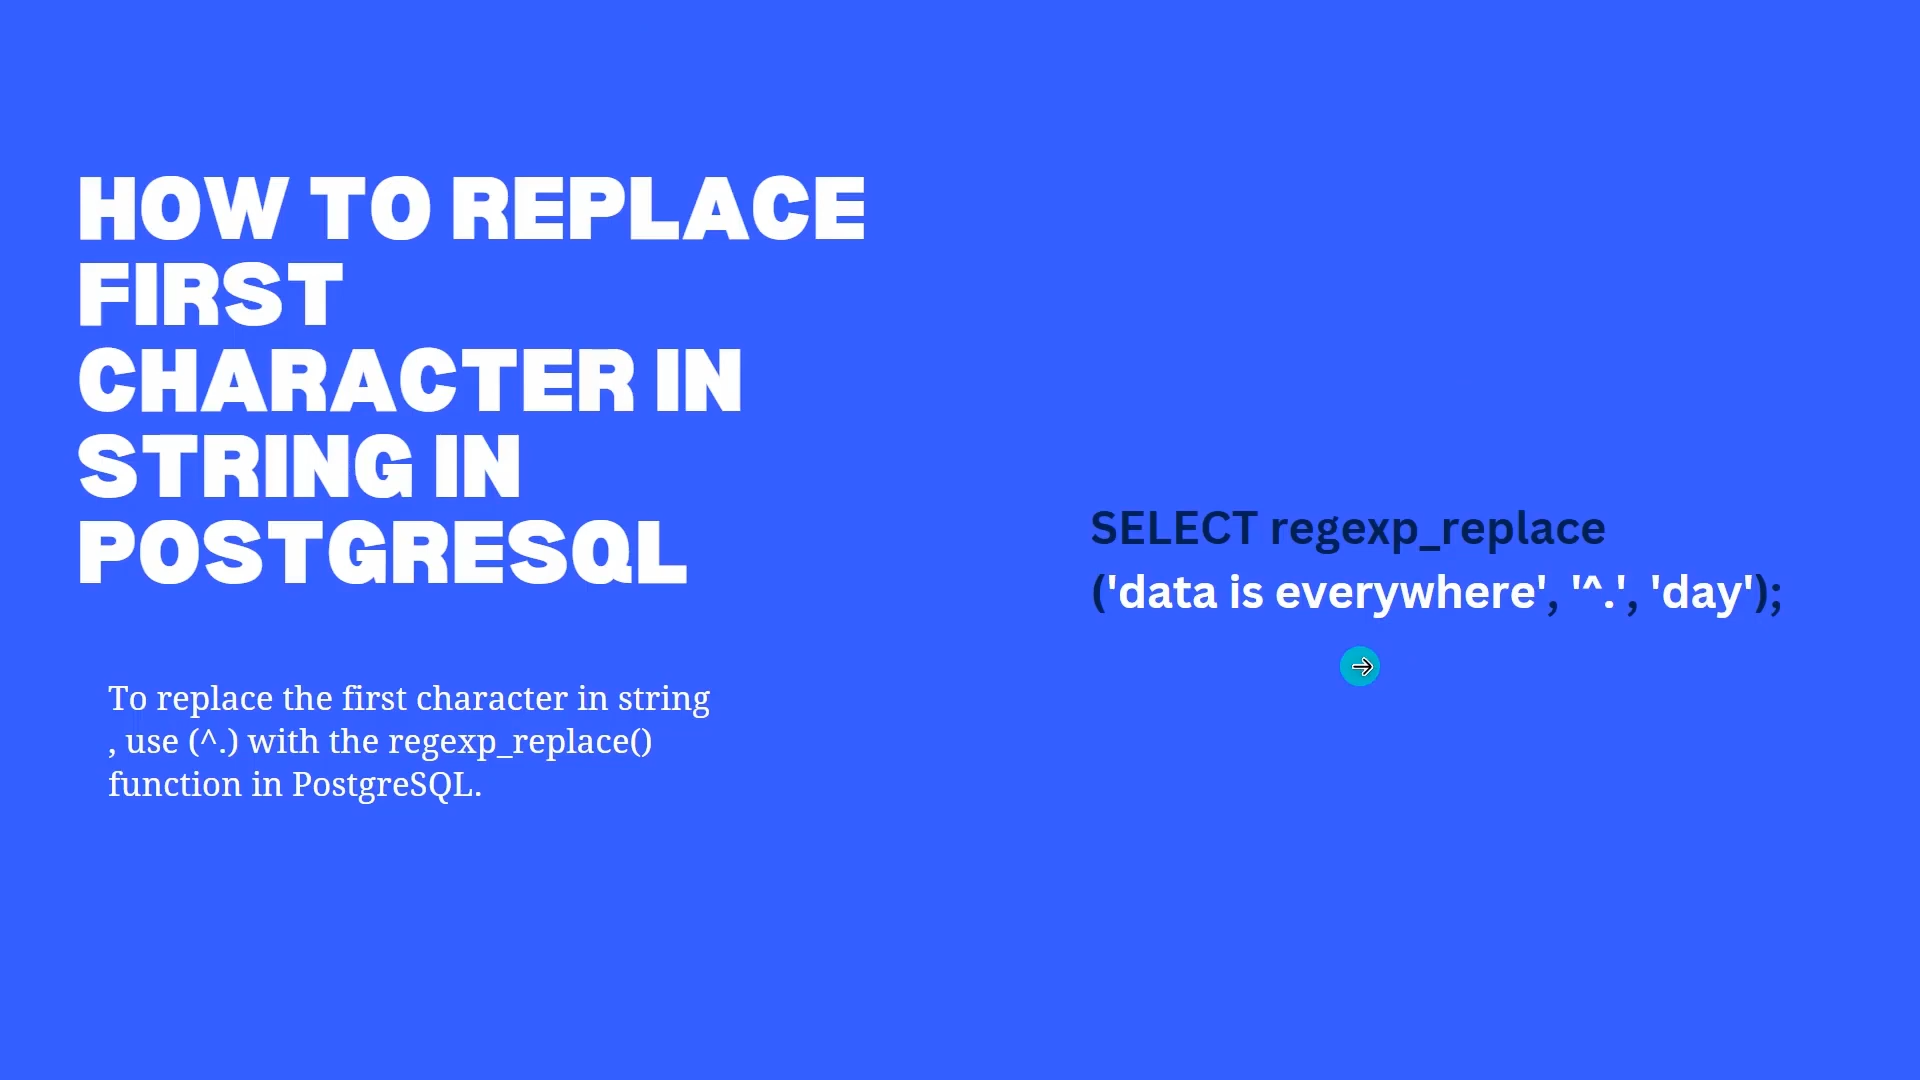 HOW TO REPLACE
FIRST
CHARACTER IN
STRING IN
POSTGRESQL
To replace the first character in string
, use (^.) with the regexp_replace()
function in PostgreSQL.
SELECT regexp_replace
('data is everywhere', '^.', 'day');